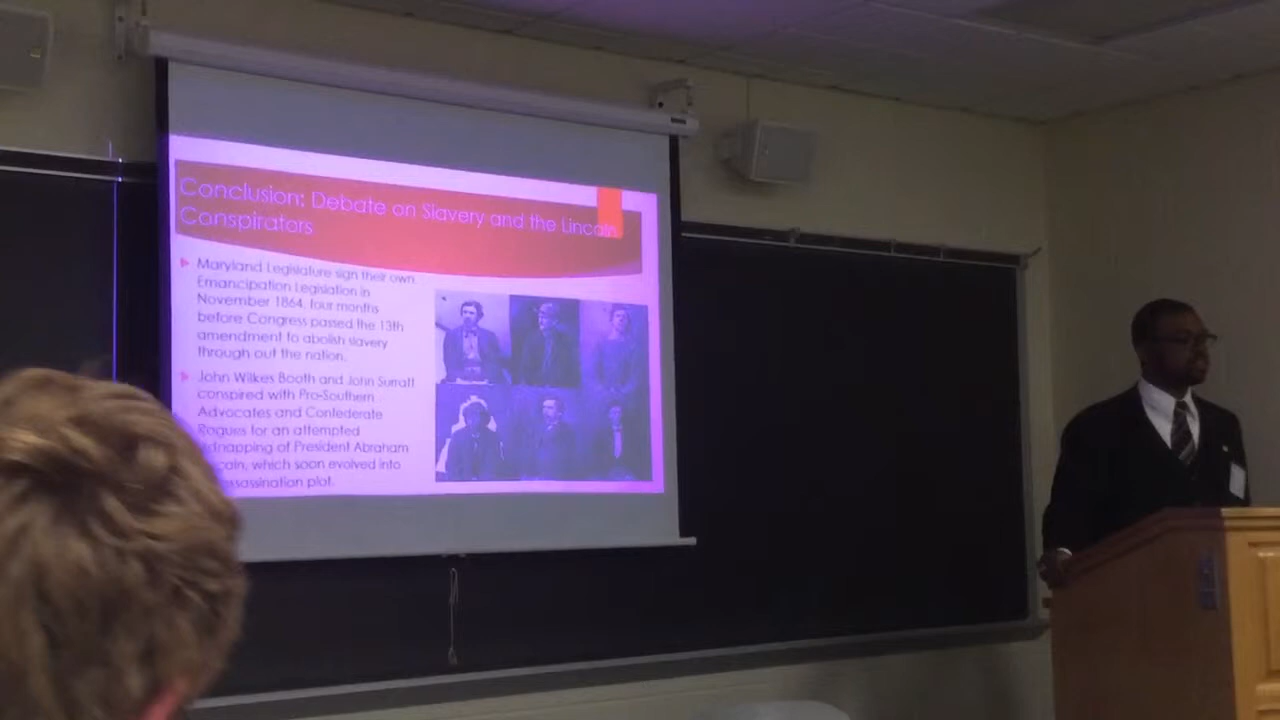 Conclusion: Debate on Slavery and the Lincoln
Conspirators
Maryland Legislature sign their own
Emancipation Legislation in
November 1864, four months
before Congress passed the 13th
amendment to abolish slavery
through out the nation.
John Wilkes Booth and John Surratt
conspired with Pro-Southern
Advocates and Confederate
Rogues for an attempted
kidnapping of President Abraham
coln, which soon evolved into
ssassination plot.